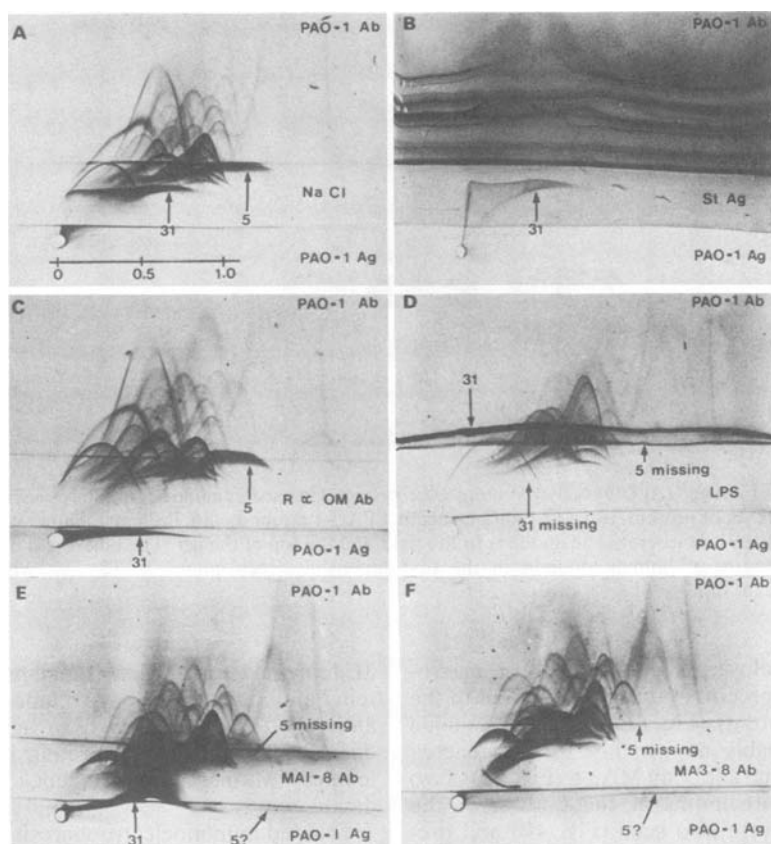 A
PAO-1 Ab
Na Cl
31
5
0 0.5 1.0
PAO-1 Ag
B
PAO-1 Ab
St Ag
31
PAO-1 Ag
C
PAO-1 Ab
R ∝ OM Ab
5
31
PAO-1 Ag
D
PAO-1 Ab
31
5 missing
LPS
31 missing
PAO-1 Ag
E
PAO-1 Ab
5 missing
MA1-8 Ab
31
5?
PAO-1 Ag
F
PAO-1 Ab
5 missing
MA3-8 Ab
5?
PAO-1 Ag